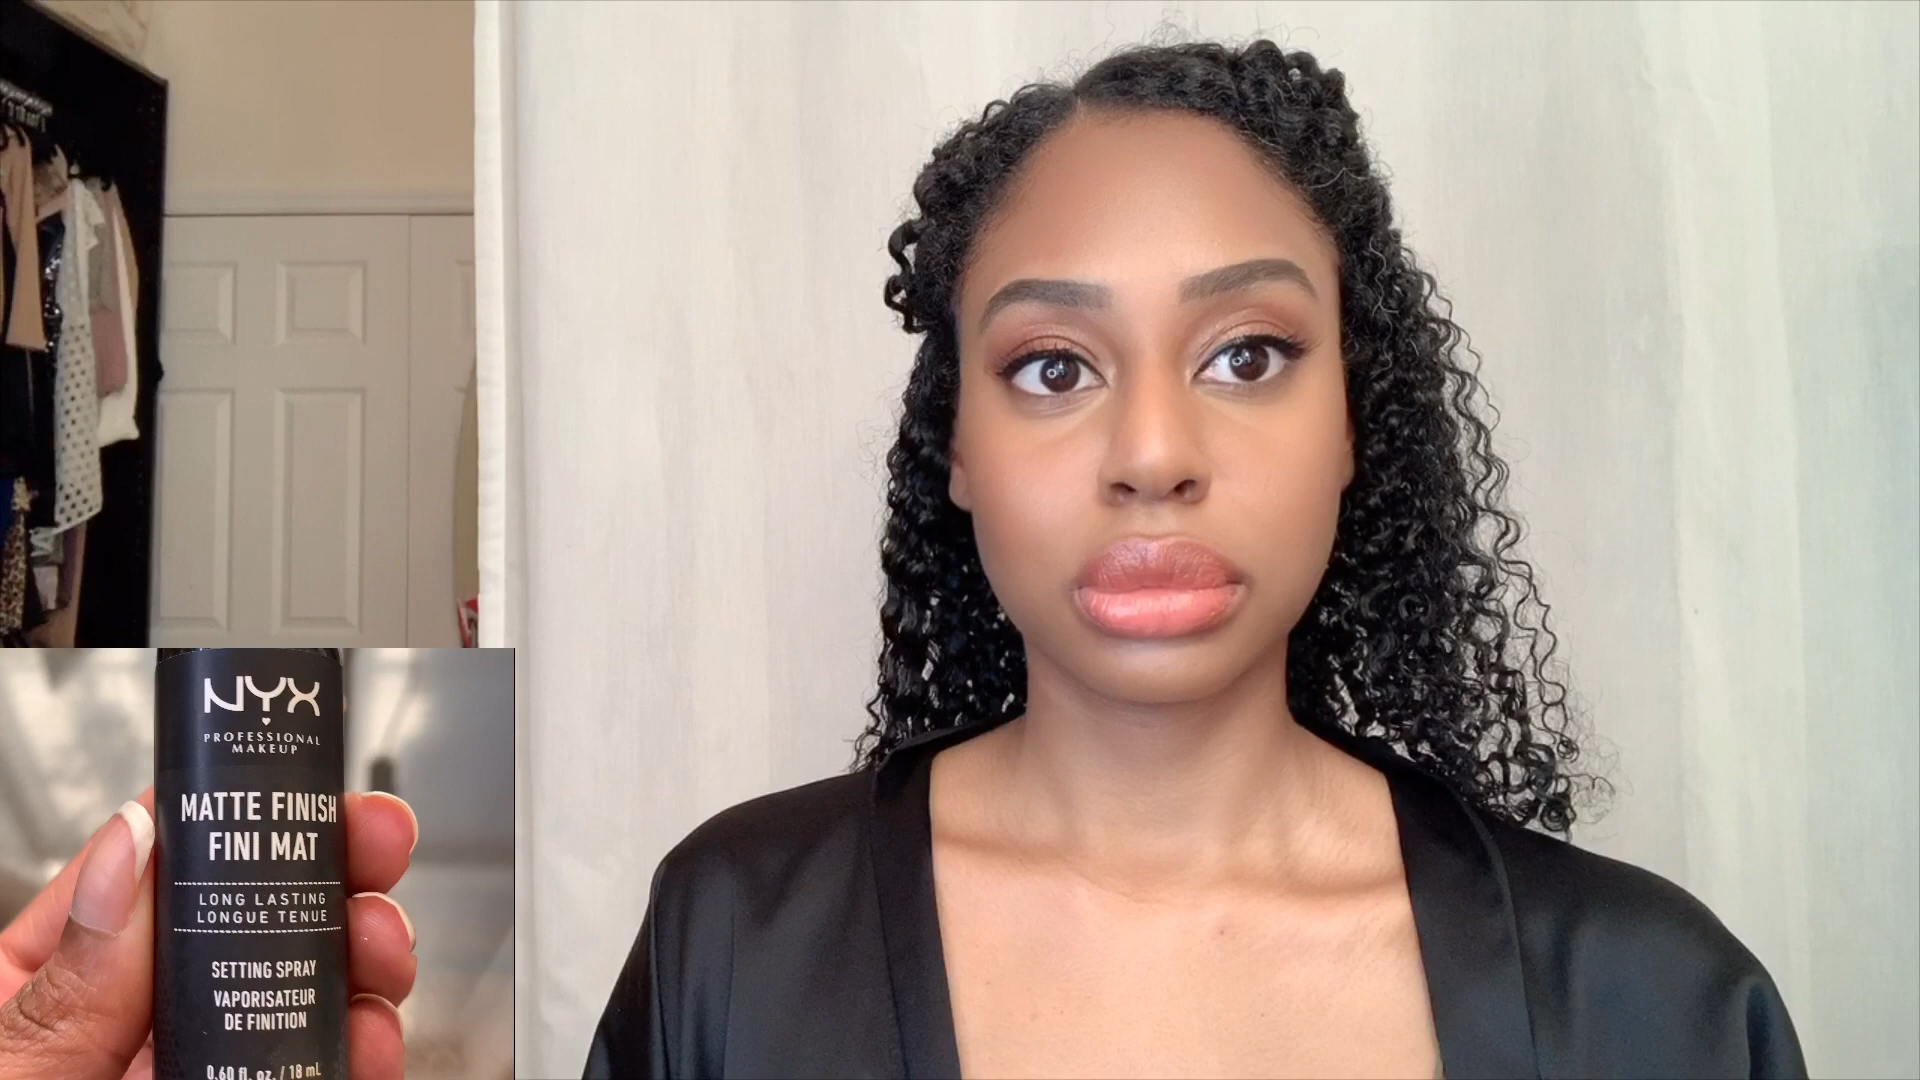 NYX
PROFESSIONAL
MAKEUP
MATTE FINISH
FINI MAT
LONG LASTING
LONGUE TENUE
SETTING SPRAY
VAPORISATEUR
DE FINITION
0.60 fl. oz. / 18 mL